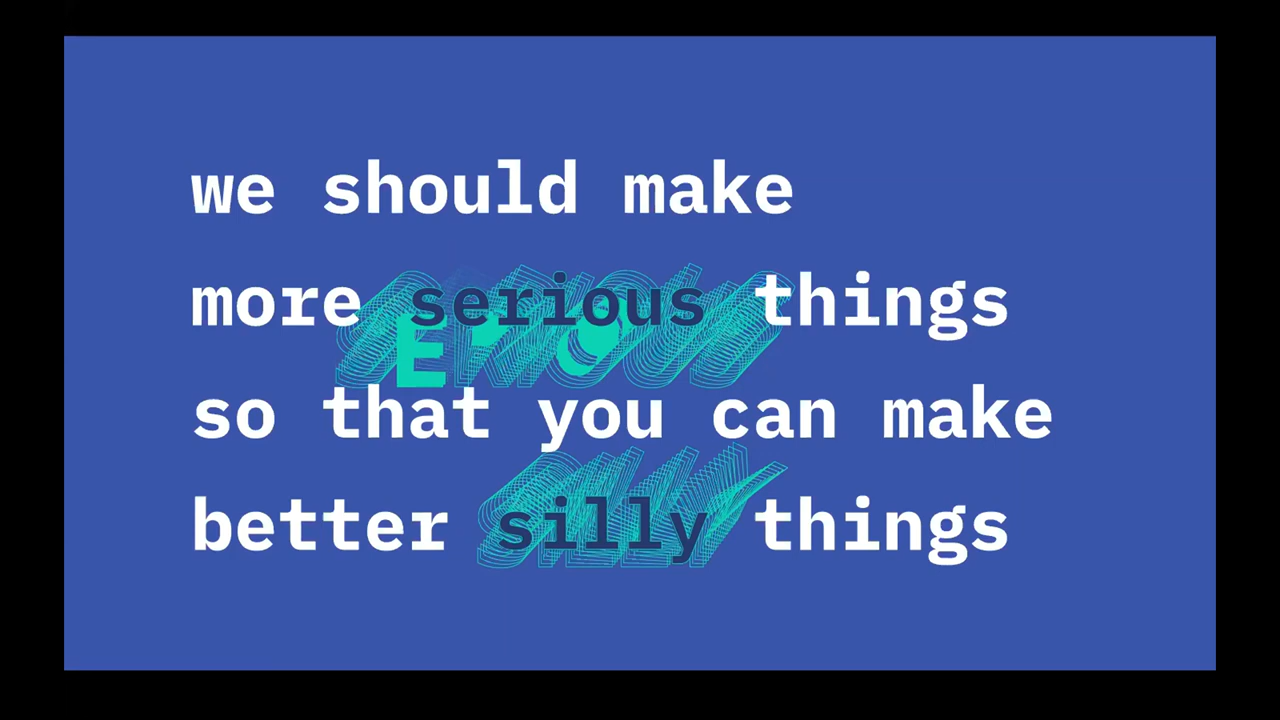 we should make
more serious things
so that you can make
better silly things